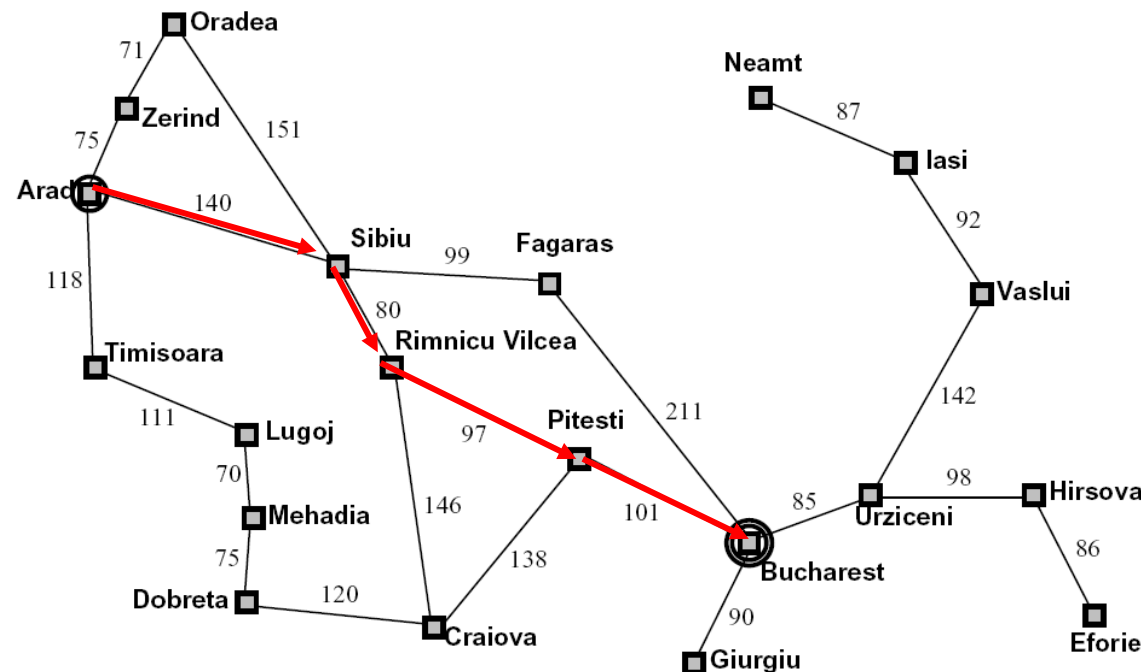 Oradea
71
Neamt
87
Zerind
151
75
Iasi
Arad
140
92
Sibiu
Fagaras
99
118
Vaslui
80
Rimnicu Vilcea
Timisoara
142
211
111
Pitesti
97
Lugoj
70
98
Hirsova
146
85
Urziceni
Mehadia
101
75
138
86
Bucharest
Dobreta
120
90
Craiova
Eforie
Giurgiu